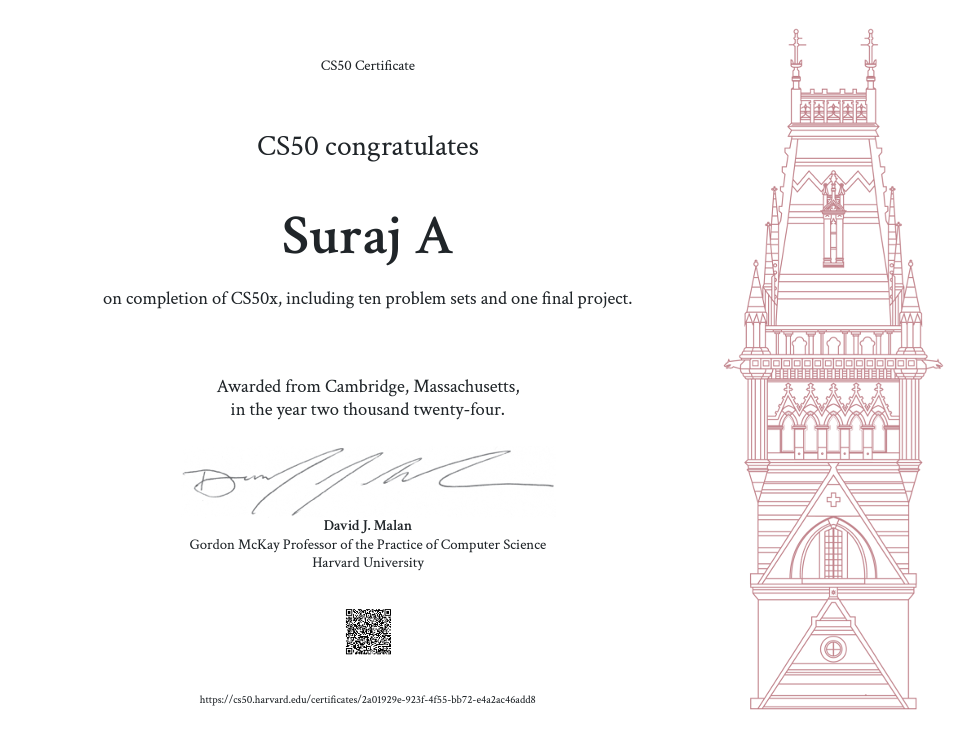 CS50 Certificate
CS50 congratulates
Suraj A
on completion of CS50x, including ten problem sets and one final project.
Awarded from Cambridge, Massachusetts,
in the year two thousand twenty-four.
David J. Malan
Gordon McKay Professor of the Practice of Computer Science
Harvard University
https://cs50.harvard.edu/certificates/2a01929e-923f-4f55-bb72-e4a2ac46add8